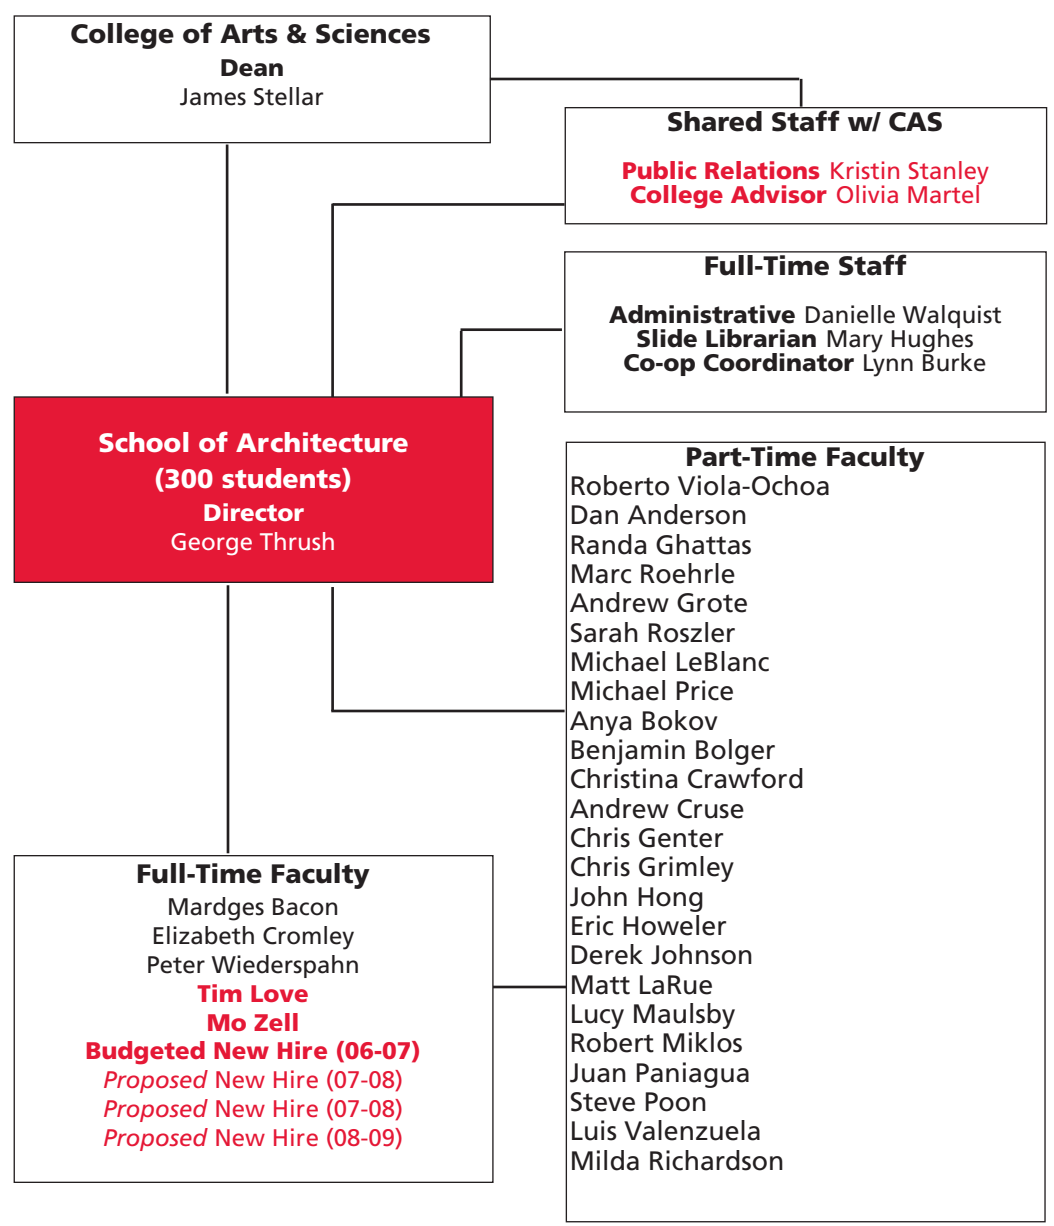 College of Arts & Sciences
Dean
James Stellar
Shared Staff w/ CAS
Public Relations Kristin Stanley
College Advisor Olivia Martel
Full-Time Staff
Administrative Danielle Walquist
Slide Librarian Mary Hughes
Co-op Coordinator Lynn Burke
School of Architecture
(300 students)
Director
George Thrush
Part-Time Faculty
Roberto Viola-Ochoa
Dan Anderson
Randa Ghattas
Marc Roehrle
Andrew Grote
Sarah Roszler
Michael LeBlanc
Michael Price
Anya Bokov
Benjamin Bolger
Christina Crawford
Andrew Cruse
Chris Genter
Chris Grimley
John Hong
Eric Howeler
Derek Johnson
Matt LaRue
Lucy Maulsby
Robert Miklos
Juan Paniagua
Steve Poon
Luis Valenzuela
Milda Richardson
Full-Time Faculty
Mardges Bacon
Elizabeth Cromley
Peter Wiederspahn
Tim Love
Mo Zell
Budgeted New Hire (06-07)
Proposed New Hire (07-08)
Proposed New Hire (07-08)
Proposed New Hire (08-09)